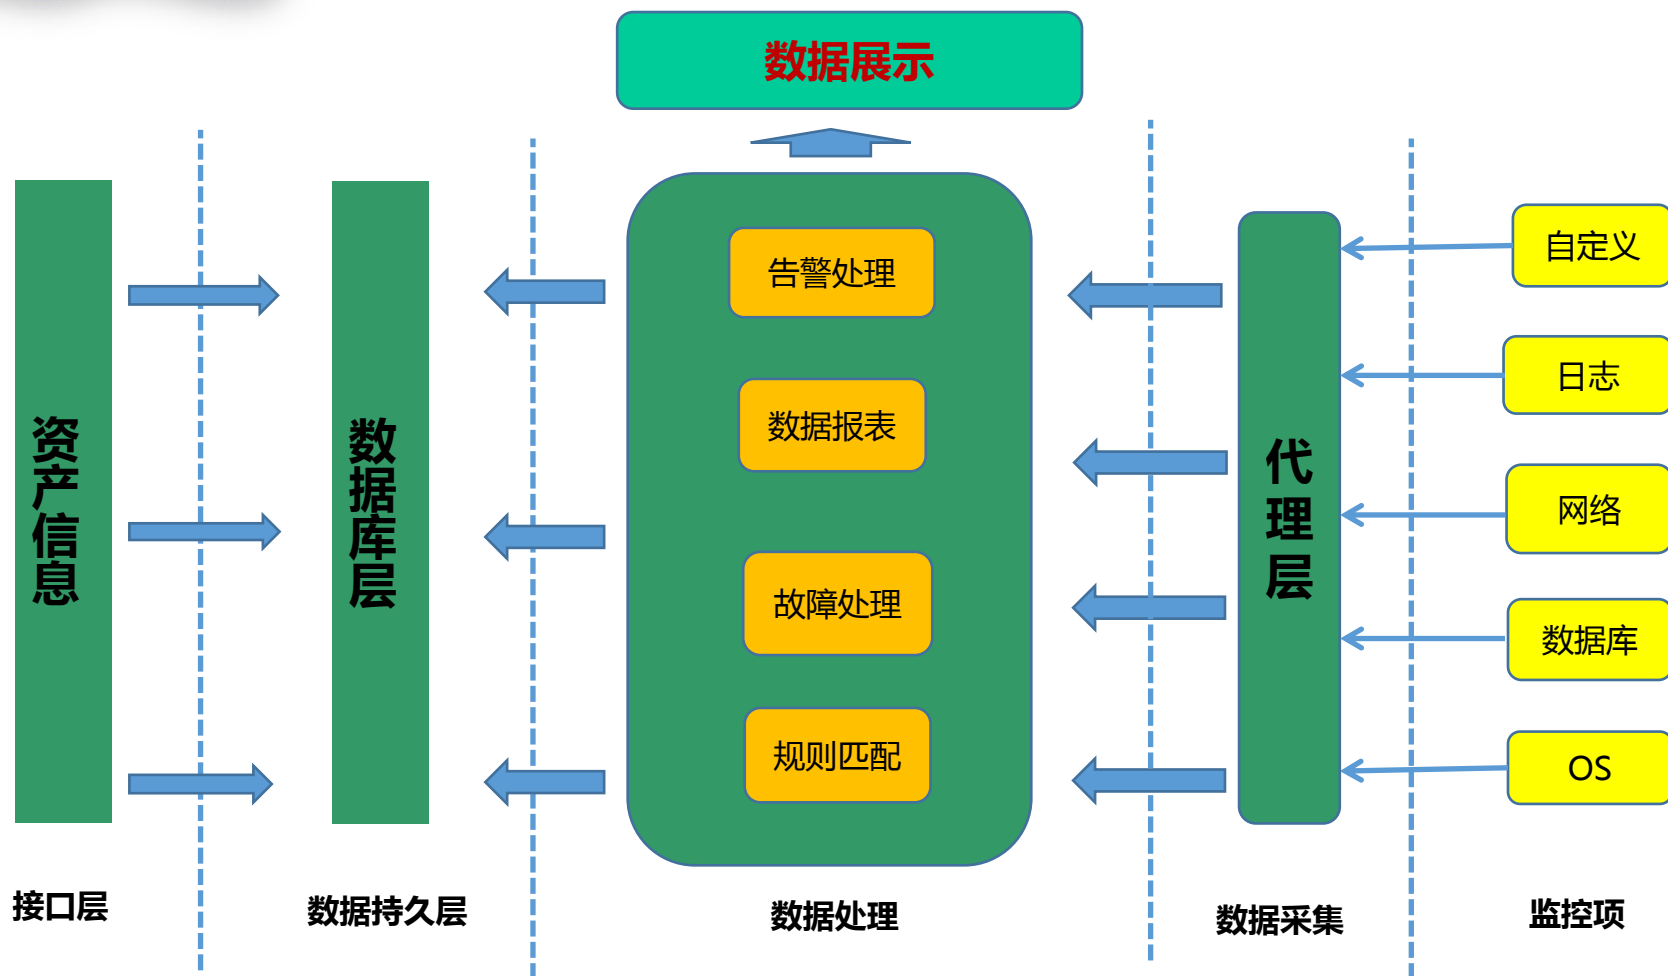 数据展示
资产信息
数据库层
告警处理
数据报表
故障处理
规则匹配
代理层
自定义
日志
网络
数据库
OS
接口层
数据持久层
数据处理
数据采集
监控项